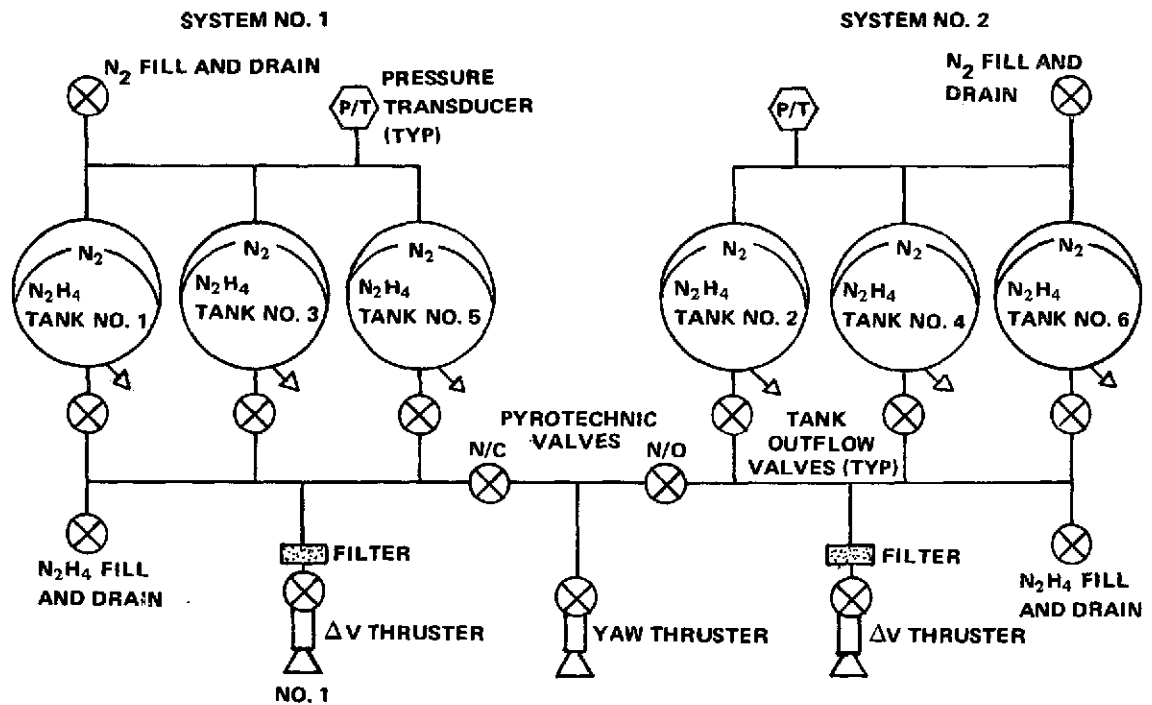 SYSTEM NO. 1
SYSTEM NO. 2
N2 FILL AND DRAIN
PRESSURE
TRANSDUCER
(TYP)
P/T
P/T
N2 FILL AND
DRAIN
N2
N2H4
TANK NO. 1
N2
N2H4
TANK NO. 3
N2
N2H4
TANK NO. 5
N2
N2H4
TANK NO. 2
N2
N2H4
TANK NO. 4
N2
N2H4
TANK NO. 6
PYROTECHNIC
VALVES
N/C
N/O
TANK
OUTFLOW
VALVES (TYP)
N2H4 FILL
AND DRAIN
FILTER
ΔV THRUSTER
NO. 1
YAW THRUSTER
FILTER
ΔV THRUSTER
N2H4 FILL
AND DRAIN